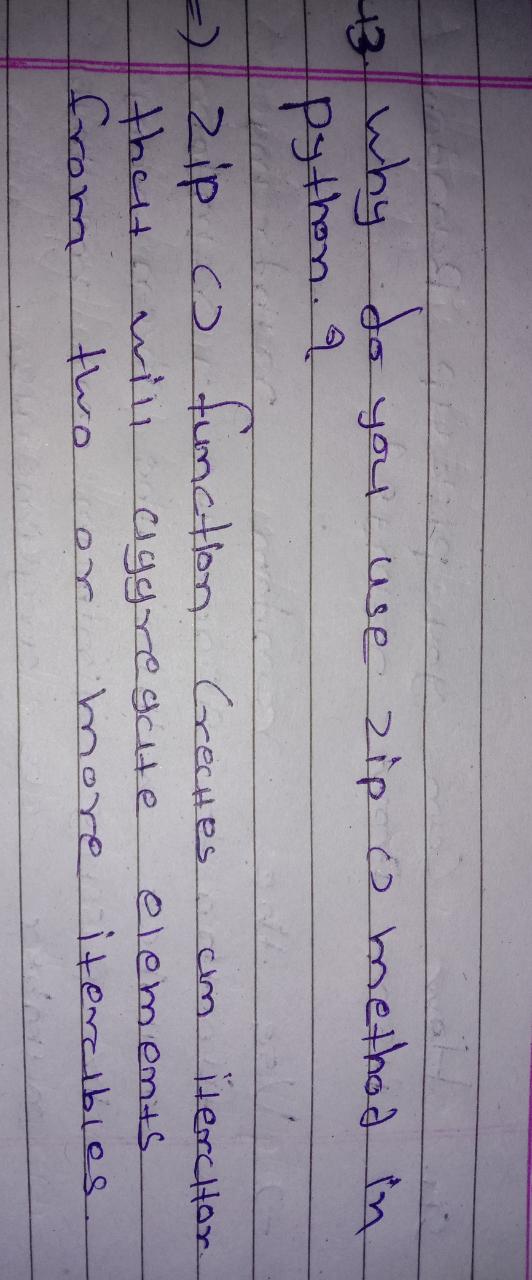 43. Why do you use zip () method in
python. ?
=) zip () function Creates an iterator
that will aggregate elements
from two or more iterables.